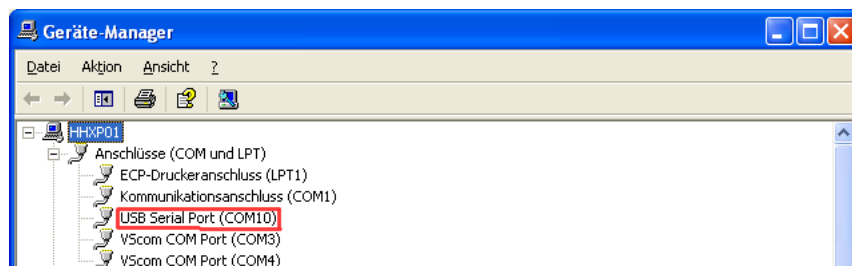 Geräte-Manager
Datei Aktion Ansicht ?
HHXP01
Anschlüsse (COM und LPT)
ECP-Druckeranschluss (LPT1)
Kommunikationsanschluss (COM1)
USB Serial Port (COM10)
VScom COM Port (COM3)
VScom COM Port (COM4)